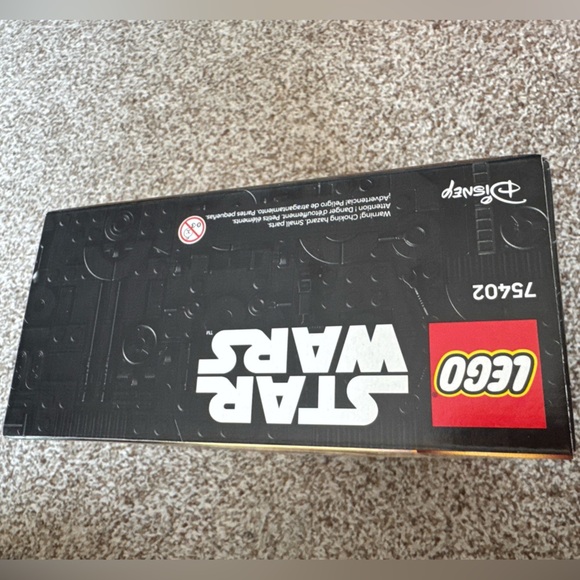 LEGO
STAR
WARS™
75402
Warning! Choking hazard. Small parts.
Attention ! Danger d'étouffement. Petits éléments.
¡Advertencia! Peligro de atragantamiento. Partes pequeñas.
Disney